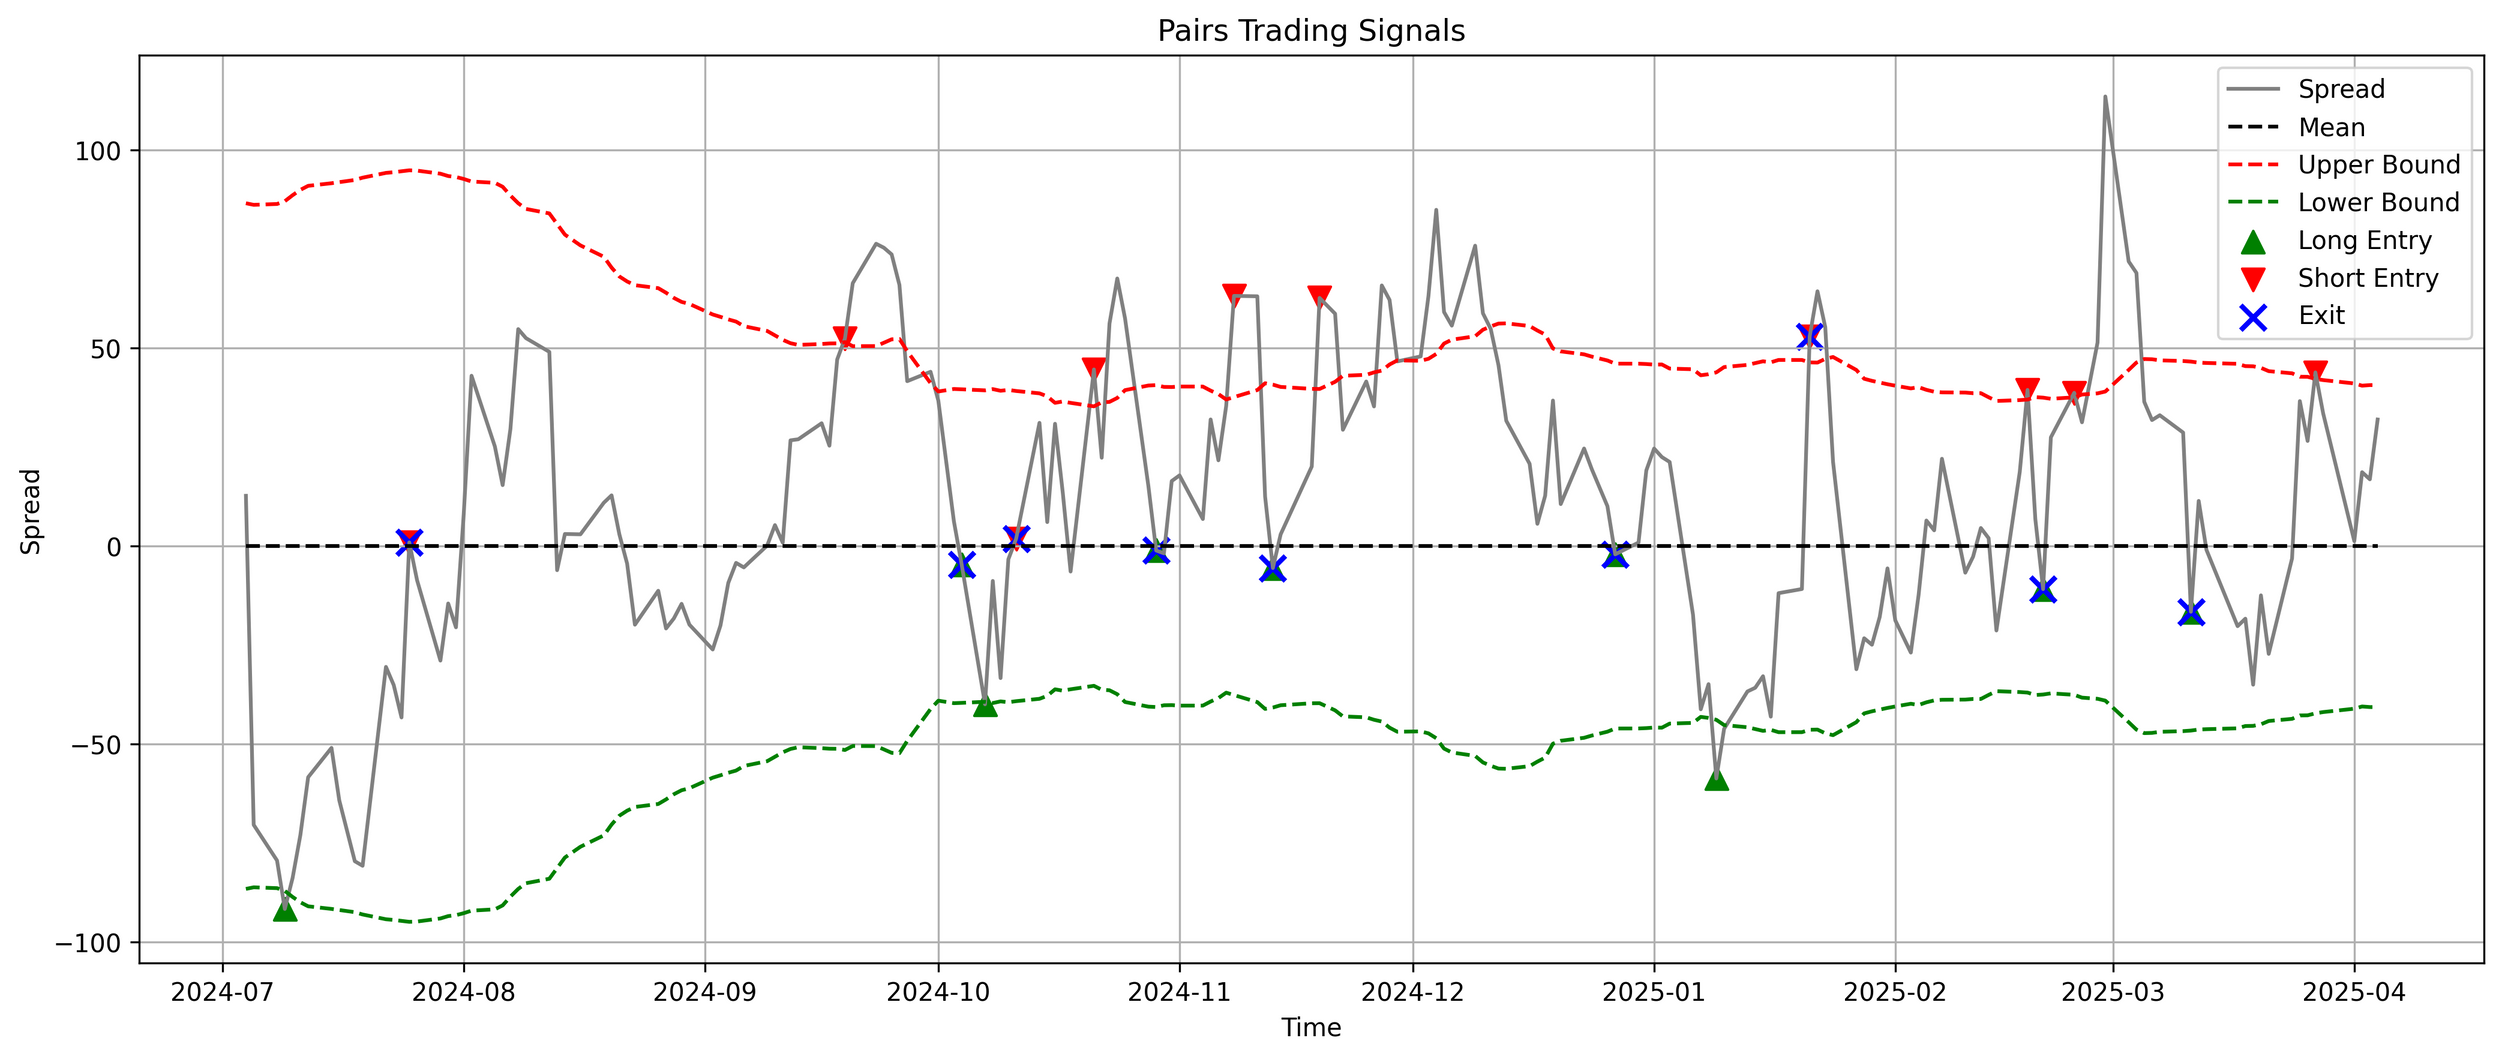 Pairs Trading Signals
Spread
Mean
Upper Bound
Lower Bound
Long Entry
Short Entry
Exit
100
50
0
−50
−100
Spread
2024-07
2024-08
2024-09
2024-10
2024-11
2024-12
2025-01
2025-02
2025-03
2025-04
Time